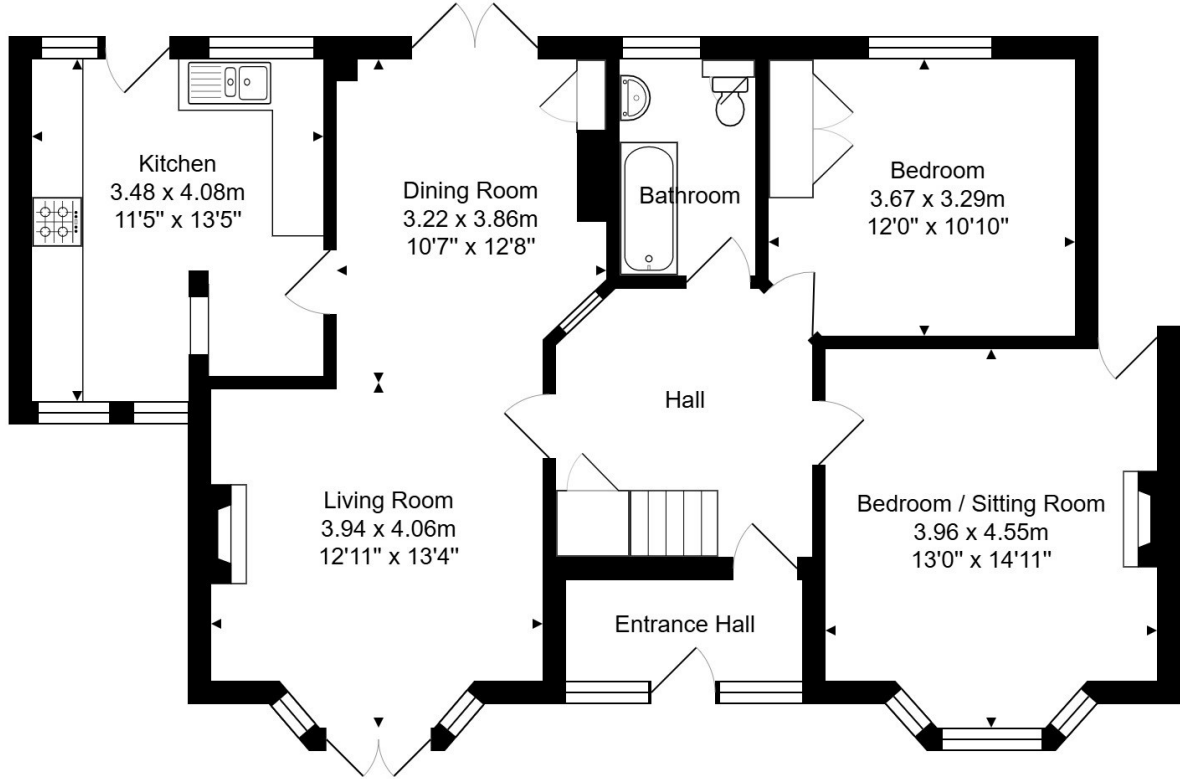 Kitchen
3.48 x 4.08m
11'5" x 13'5"
Dining Room
3.22 x 3.86m
10'7" x 12'8"
Bathroom
Bedroom
3.67 x 3.29m
12'0" x 10'10"
Hall
Living Room
3.94 x 4.06m
12'11" x 13'4"
Bedroom / Sitting Room
3.96 x 4.55m
13'0" x 14'11"
Entrance Hall